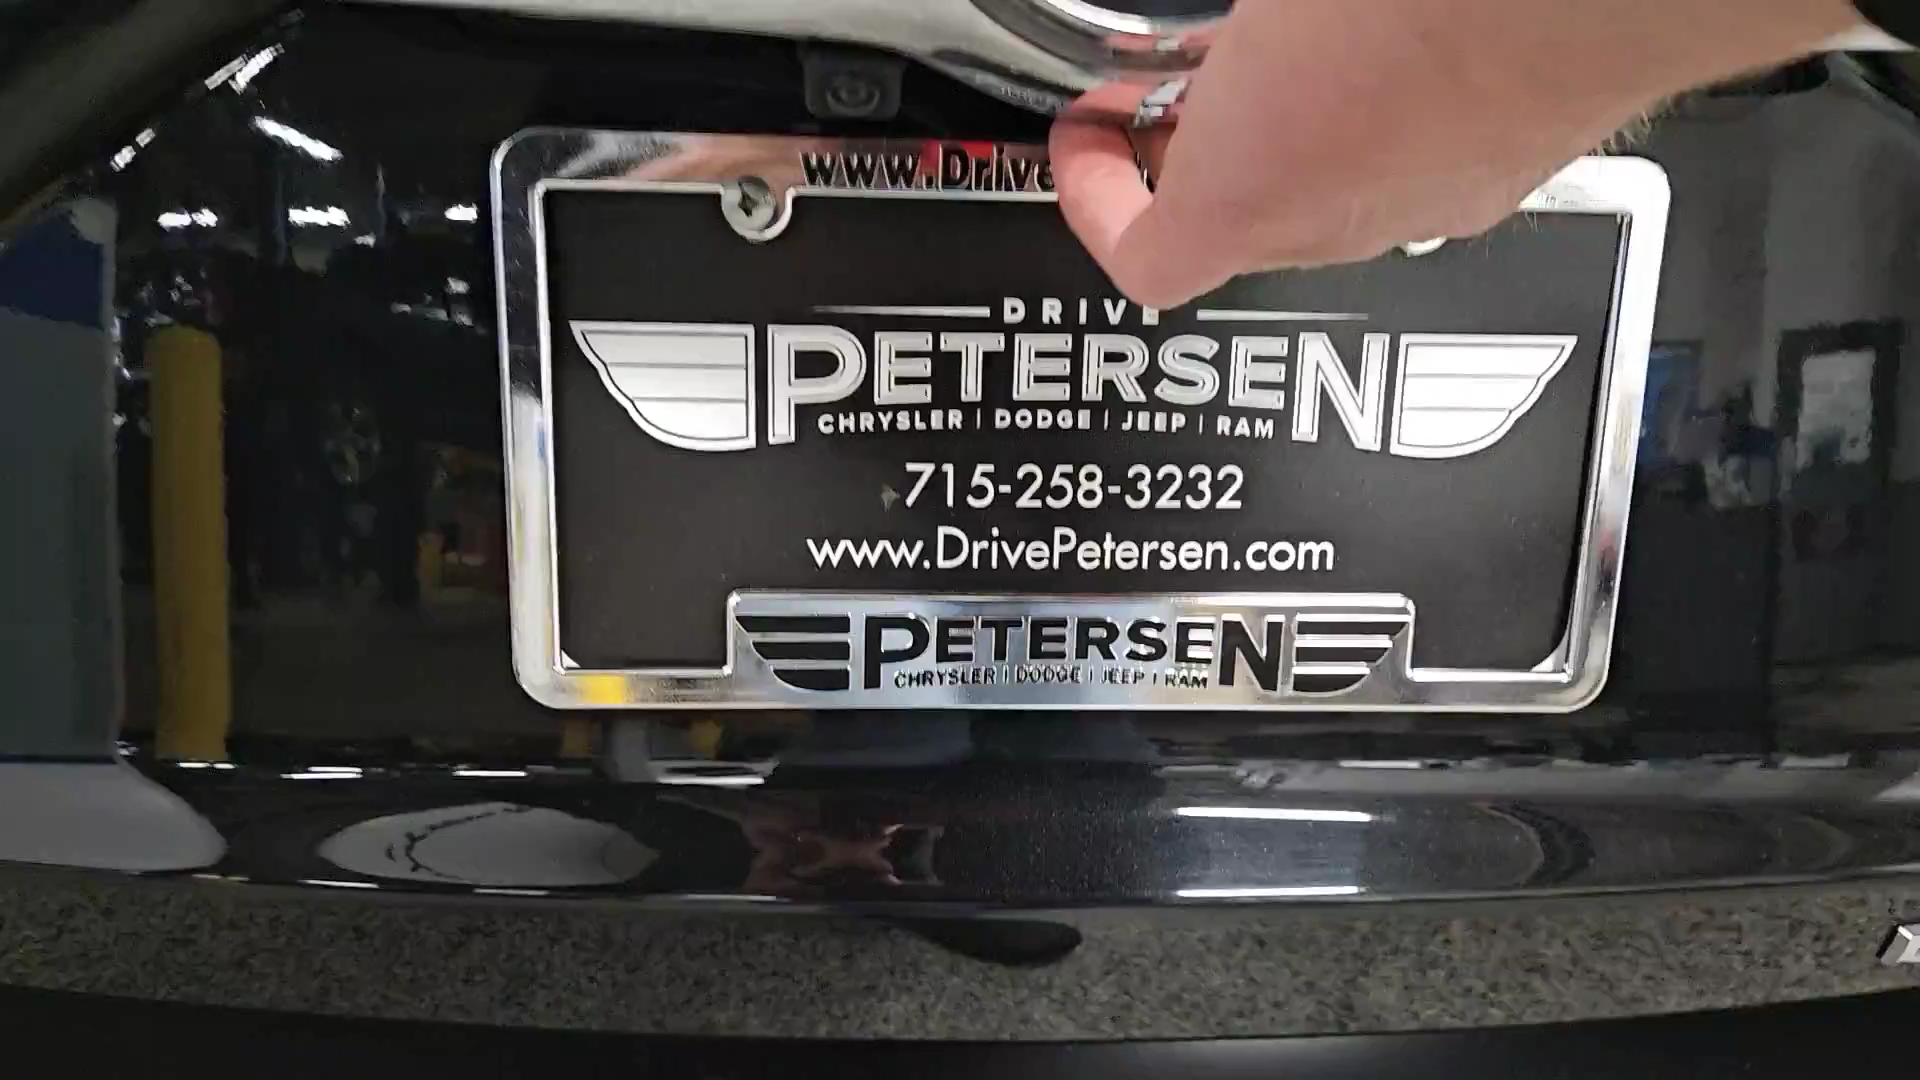 www.Drive
DRIVE
PETERSEN
CHRYSLER | DODGE | JEEP | RAM
715-258-3232
www.DrivePetersen.com
PETERSEN
CHRYSLER | DODGE | JEEP | RAM